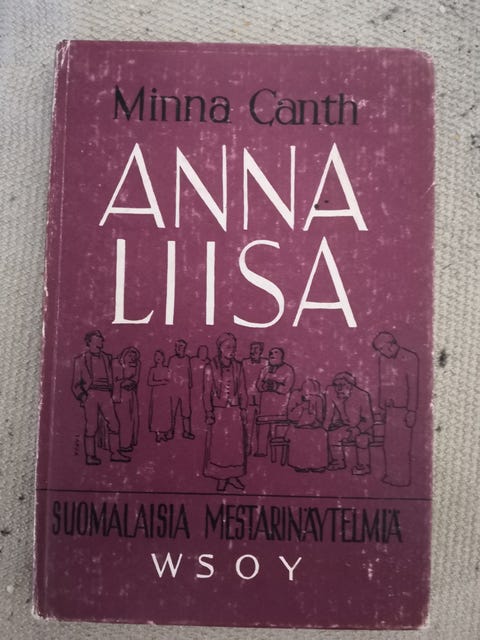 Minna Canth
ANNA
LIISA
SUOMALAISIA MESTARINÄYTELMIÄ
WSOY